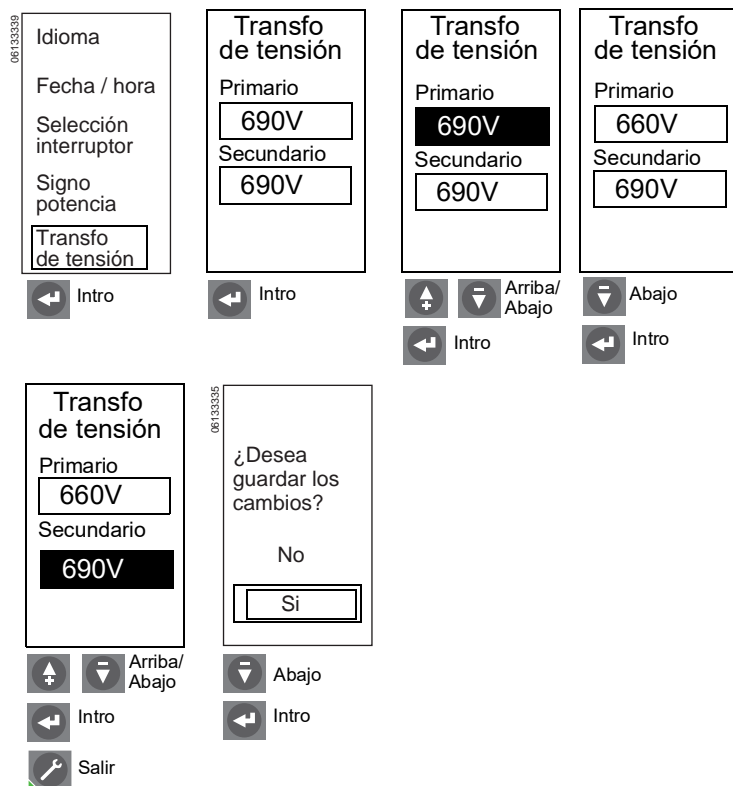 06133339
Idioma
Fecha / hora
Selección
interruptor
Signo
potencia
Transfo
de tensión
Intro
Transfo
de tensión
Primario
690V
Secundario
690V
Intro
Transfo
de tensión
Primario
690V
Secundario
690V
Arriba/
Abajo
Intro
Transfo
de tensión
Primario
660V
Secundario
690V
Abajo
Intro
Transfo
de tensión
Primario
660V
Secundario
690V
Arriba/
Abajo
Intro
Salir
06133335
¿Desea
guardar los
cambios?
No
Si
Abajo
Intro